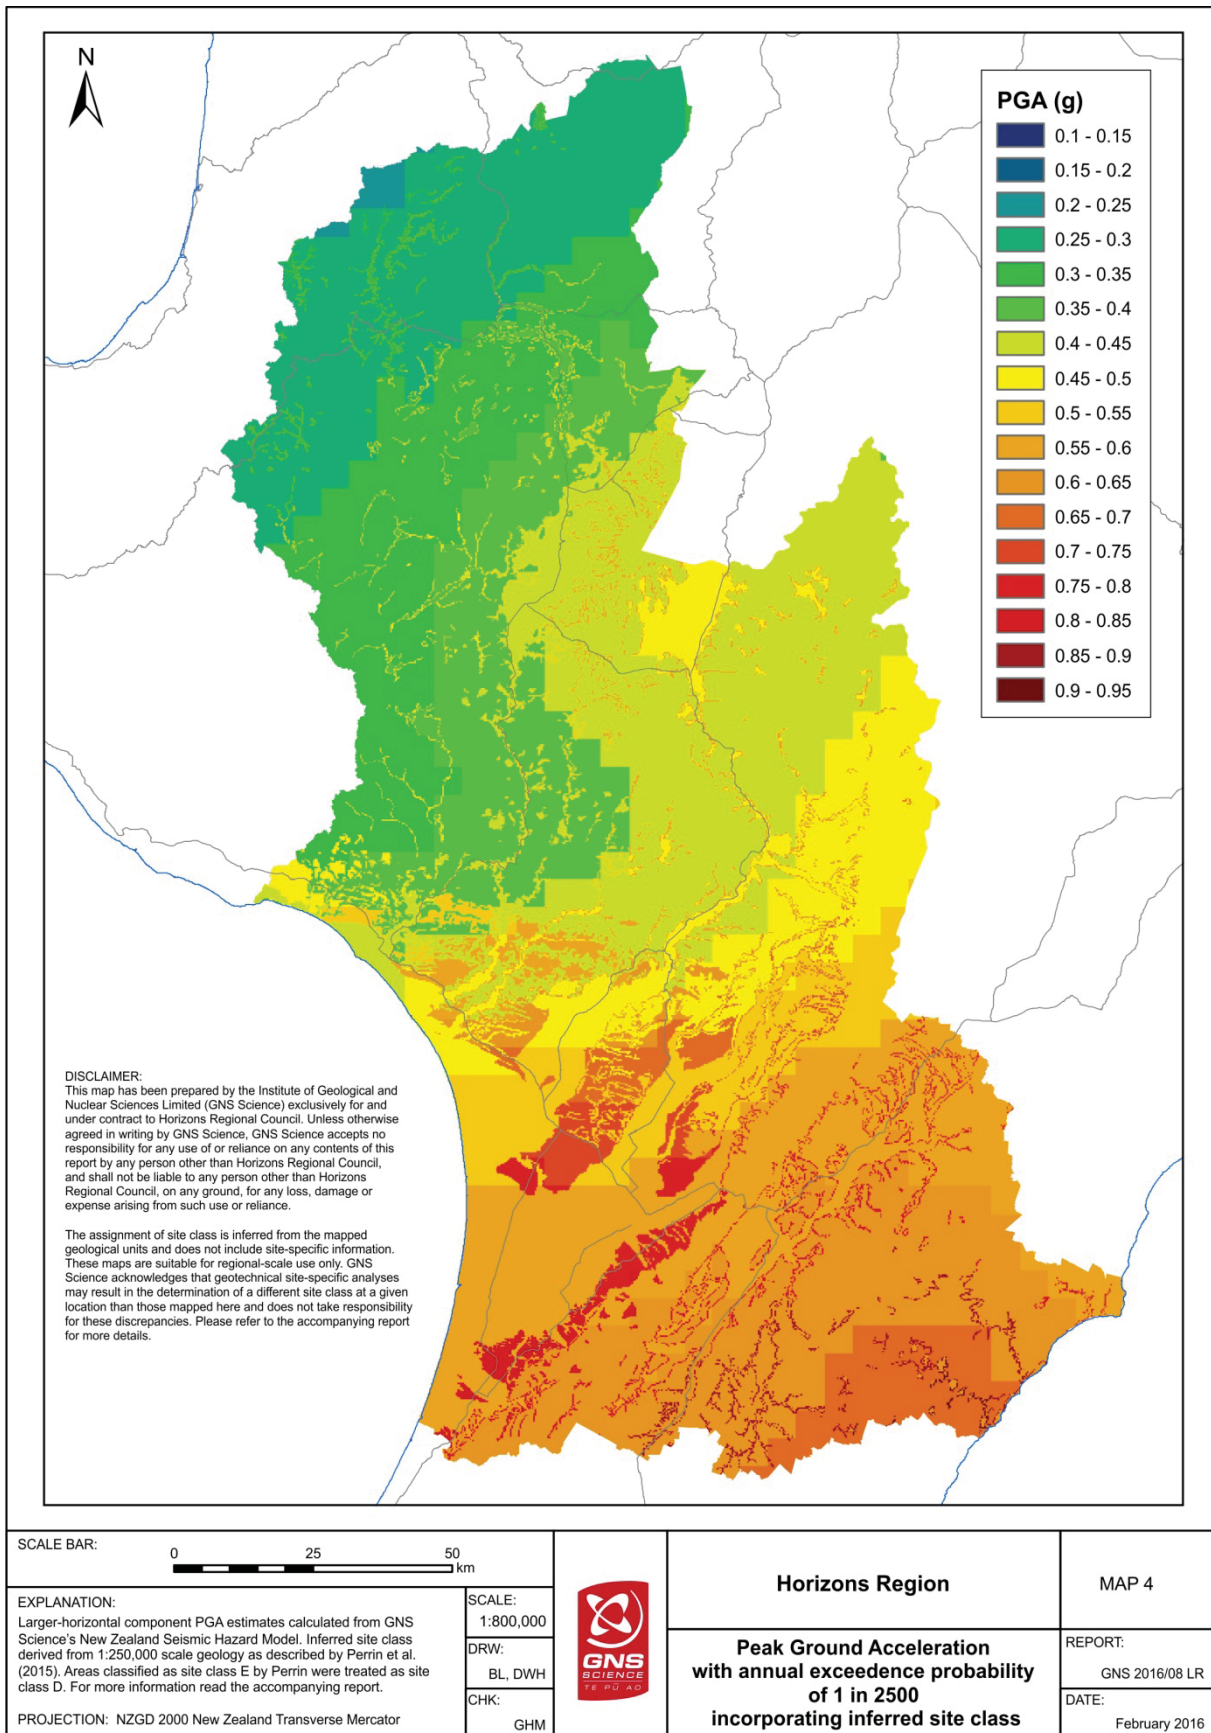 N
PGA (g)
0.1 - 0.15
0.15 - 0.2
0.2 - 0.25
0.25 - 0.3
0.3 - 0.35
0.35 - 0.4
0.4 - 0.45
0.45 - 0.5
0.5 - 0.55
0.55 - 0.6
0.6 - 0.65
0.65 - 0.7
0.7 - 0.75
0.75 - 0.8
0.8 - 0.85
0.85 - 0.9
0.9 - 0.95
DISCLAIMER:
This map has been prepared by the Institute of Geological and
Nuclear Sciences Limited (GNS Science) exclusively for and
under contract to Horizons Regional Council. Unless otherwise
agreed in writing by GNS Science, GNS Science accepts no
responsibility for any use of or reliance on any contents of this
report by any person other than Horizons Regional Council,
and shall not be liable to any person other than Horizons
Regional Council, on any ground, for any loss, damage or
expense arising from such use or reliance.
The assignment of site class is inferred from the mapped
geological units and does not include site-specific information.
These maps are suitable for regional-scale use only. GNS
Science acknowledges that geotechnical site-specific analyses
may result in the determination of a different site class at a given
location than those mapped here and does not take responsibility
for these discrepancies. Please refer to the accompanying report
for more details.
SCALE BAR:
0 25 50
km
EXPLANATION:
Larger-horizontal component PGA estimates calculated from GNS
Science's New Zealand Seismic Hazard Model. Inferred site class
derived from 1:250,000 scale geology as described by Perrin et al.
(2015). Areas classified as site class E by Perrin were treated as site
class D. For more information read the accompanying report.
PROJECTION: NZGD 2000 New Zealand Transverse Mercator
SCALE:
1:800,000
DRW:
BL, DWH
CHK:
GHM
GNS
SCIENCE
TE PŪ AO
Horizons Region
Peak Ground Acceleration
with annual exceedence probability
of 1 in 2500
incorporating inferred site class
MAP 4
REPORT:
GNS 2016/08 LR
DATE:
February 2016